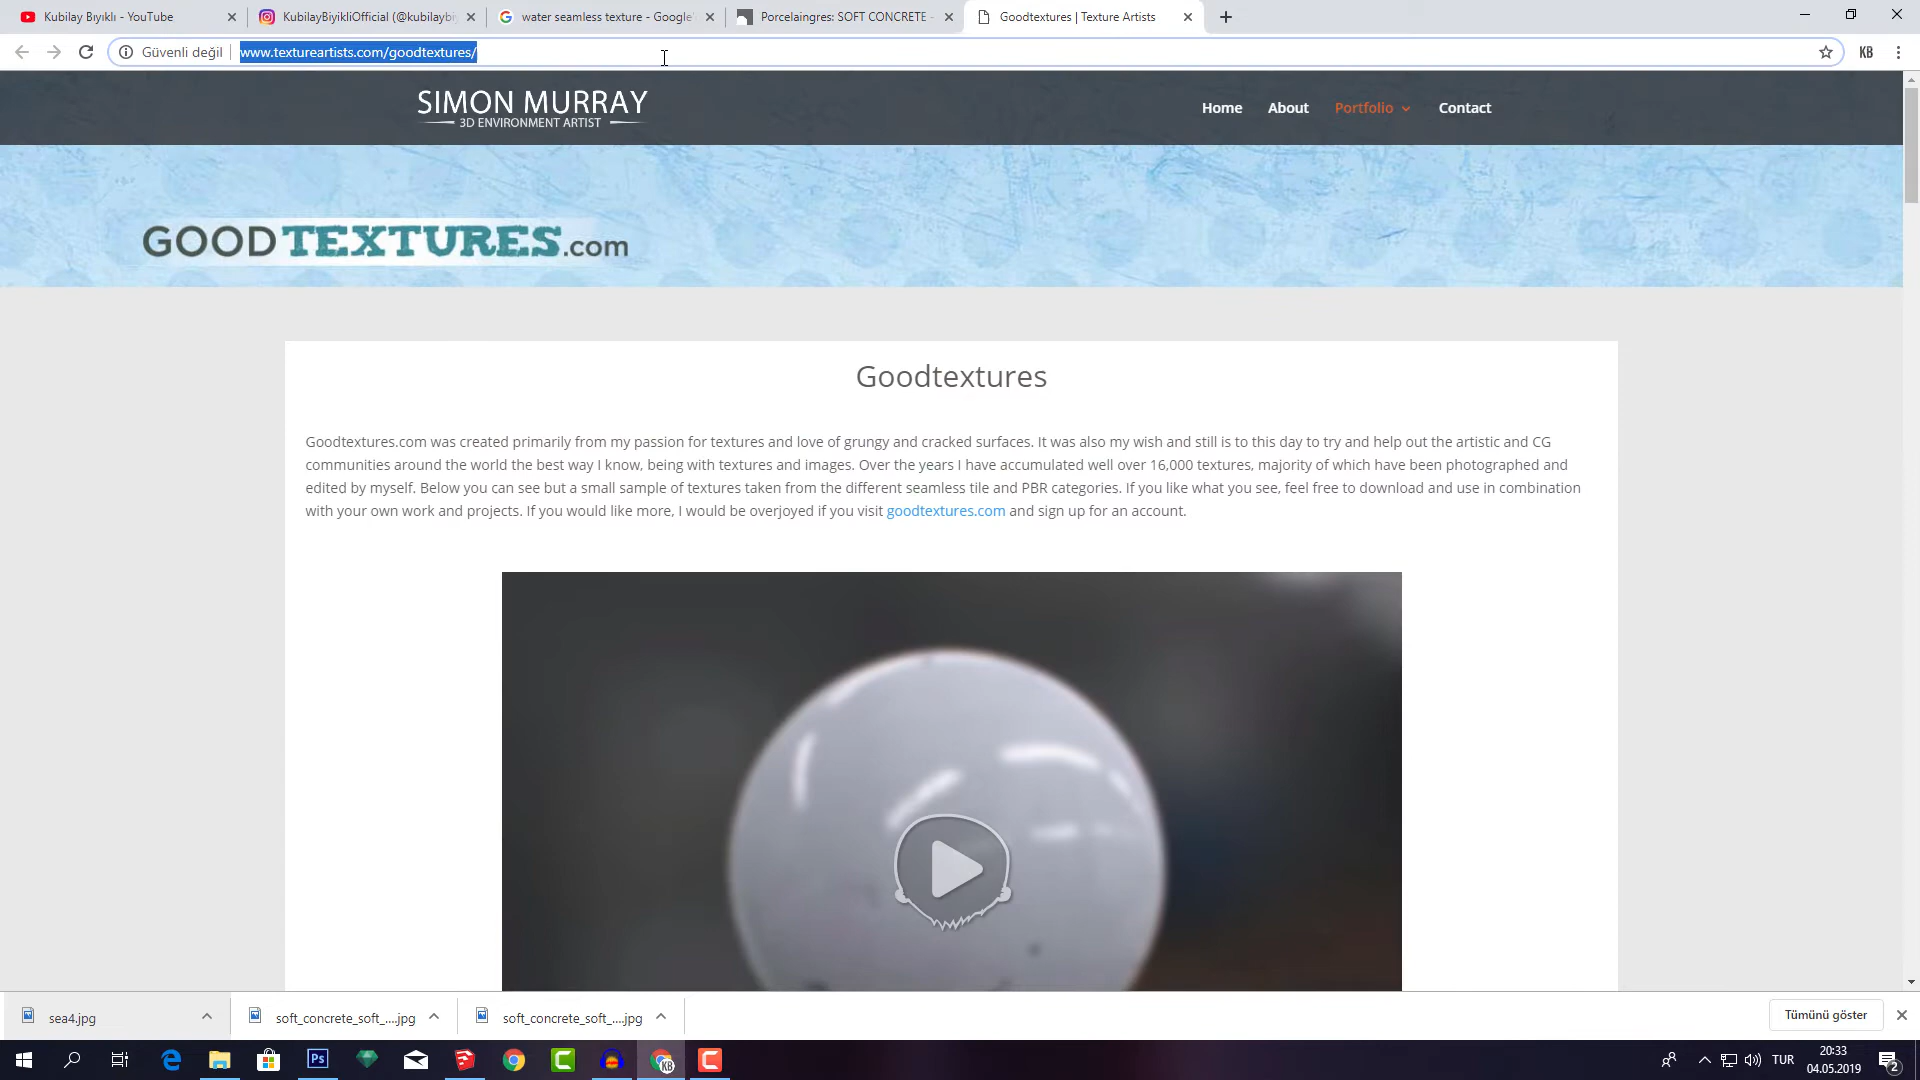 Kubilay Bıyıklı - YouTube
KubilayBiyikliOfficial (@kubilayby
water seamless texture - Google'
Porcelaingres: SOFT CONCRETE -
Goodtextures | Texture Artists
Güvenli değil
www.textureartists.com/goodtextures/
KB
SIMON MURRAY
3D ENVIRONMENT ARTIST
Home
About
Portfolio
Contact
GOODTEXTURES.com
Goodtextures
Goodtextures.com was created primarily from my passion for textures and love of grungy and cracked surfaces. It was also my wish and still is to this day to try and help out the artistic and CG
communities around the world the best way I know, being with textures and images. Over the years I have accumulated well over 16,000 textures, majority of which have been photographed and
edited by myself. Below you can see but a small sample of textures taken from the different seamless tile and PBR categories. If you like what you see, feel free to download and use in combination
with your own work and projects. If you would like more, I would be overjoyed if you visit goodtextures.com and sign up for an account.
sea4.jpg
soft_concrete_soft_....jpg
soft_concrete_soft_....jpg
Tümünü göster
Ps
KB
TUR
20:33
04.05.2019
2